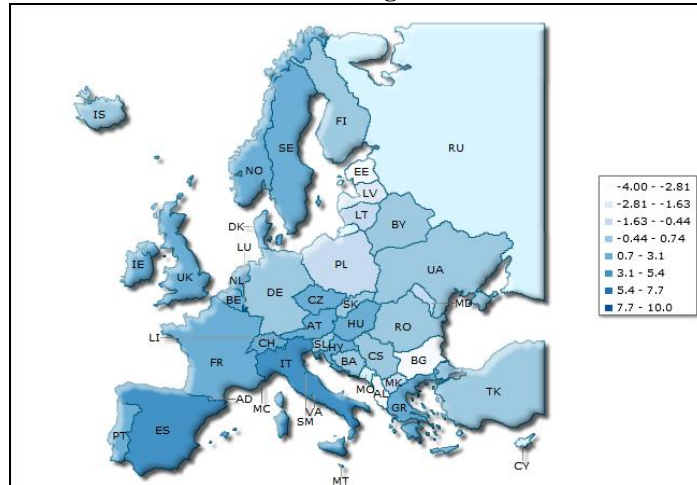 IS
FI
SE
NO
RU
EE
LV
LT
DK
BY
LU
IE
UK
NL
BE
DE
PL
UA
CZ
SK
MD
LI
AT
HU
RO
CH
SL
HY
FR
IT
BA
CS
BG
MO
MK
AL
TK
PT
ES
AD
MC
SM
VA
GR
MT
CY
-4.00 - -2.81
-2.81 - -1.63
-1.63 - -0.44
-0.44 - 0.74
0.7 - 3.1
3.1 - 5.4
5.4 - 7.7
7.7 - 10.0